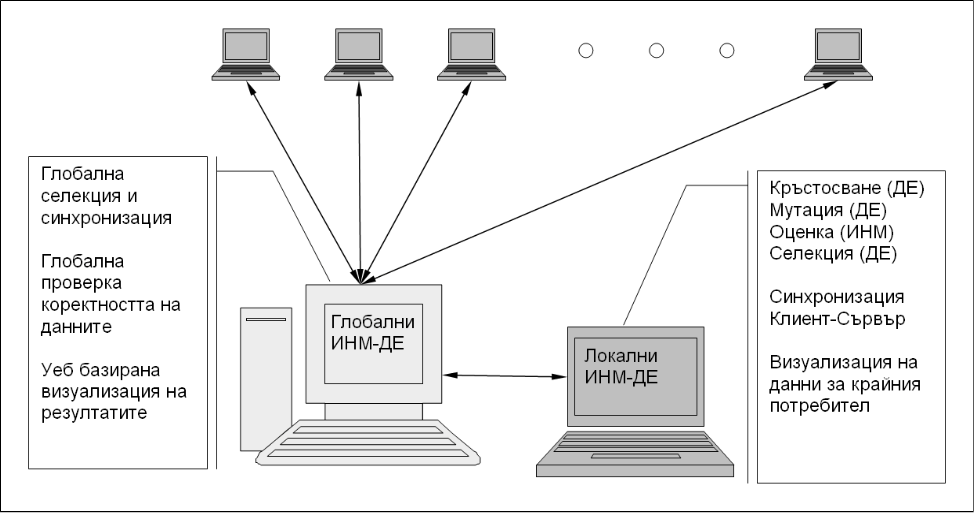 Глобална
селекция и
синхронизация
Глобална
проверка
коректността на
данните
Уеб базирана
визуализация на
резултатите
Глобални
ИНМ-ДЕ
Локални
ИНМ-ДЕ
Кръстосване (ДЕ)
Мутация (ДЕ)
Оценка (ИНМ)
Селекция (ДЕ)
Синхронизация
Клиент-Сървър
Визуализация на
данни за крайния
потребител